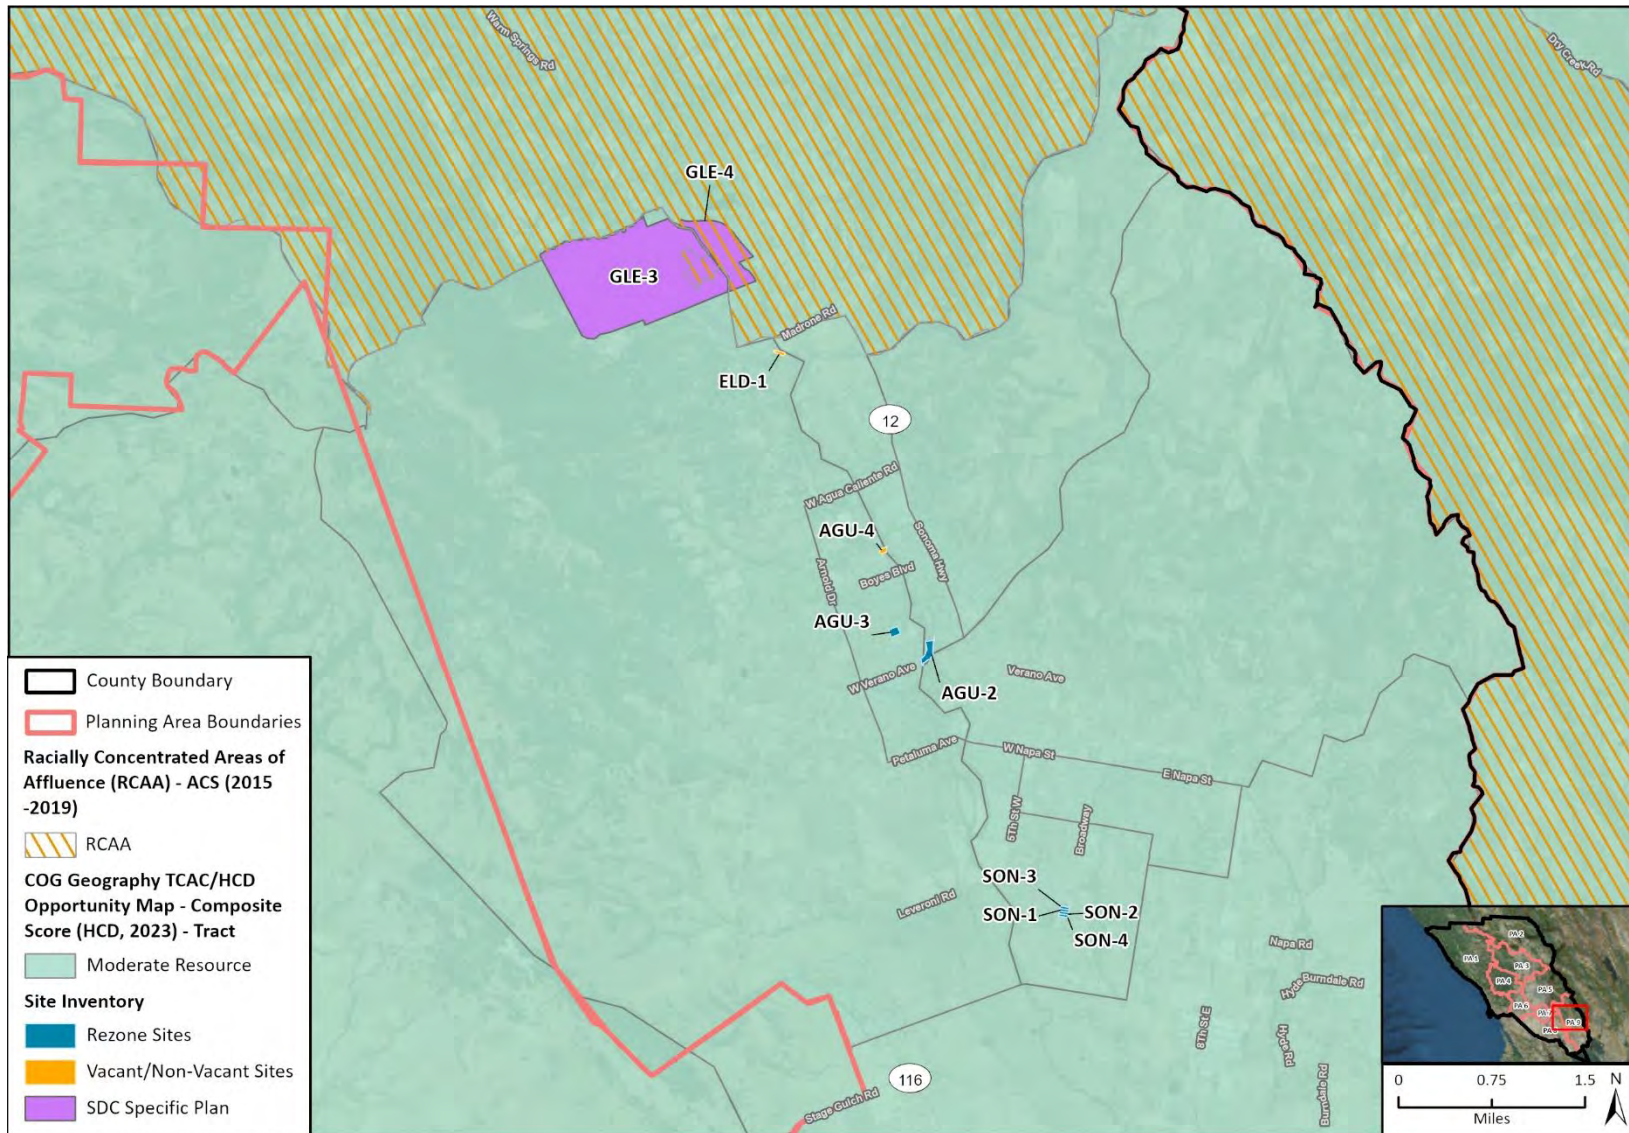 Warm Springs Rd
Dry Creek Rd
GLE-4
GLE-3
Madrone Rd
ELD-1
12
W Agua Caliente Rd
AGU-4
Sonoma Hwy
Boyes Blvd
Arnold Dr
AGU-3
W Verano Ave
Verano Ave
AGU-2
Petaluma Ave
W Napa St
E Napa St
5Th St W
Broadway
SON-3
Leveroni Rd
SON-1
SON-2
SON-4
Napa Rd
Hyde Burndale Rd
8Th St E
Hyde Rd
Burndale Rd
116
Stage Gulch Rd
County Boundary
Planning Area Boundaries
Racially Concentrated Areas of
Affluence (RCAA) - ACS (2015
-2019)
RCAA
COG Geography TCAC/HCD
Opportunity Map - Composite
Score (HCD, 2023) - Tract
Moderate Resource
Site Inventory
Rezone Sites
Vacant/Non-Vacant Sites
SDC Specific Plan
PA 2
PA 1
PA 3
PA 4
PA 5
PA 6
PA 9
0 0.75 1.5
Miles
N